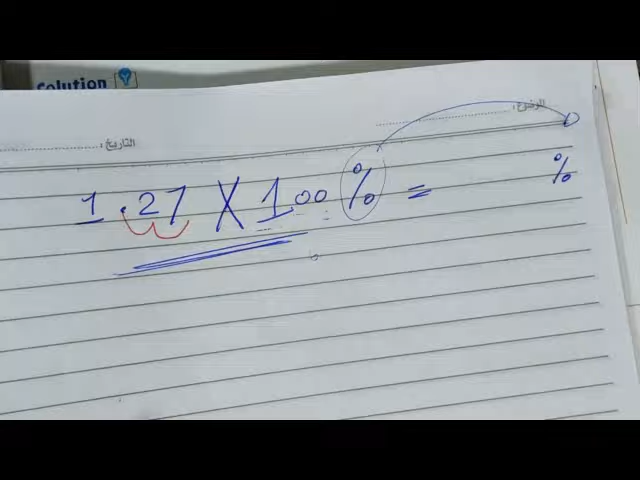 Solution
الموضوع :
التاريخ :
1.27 X 100 % = %